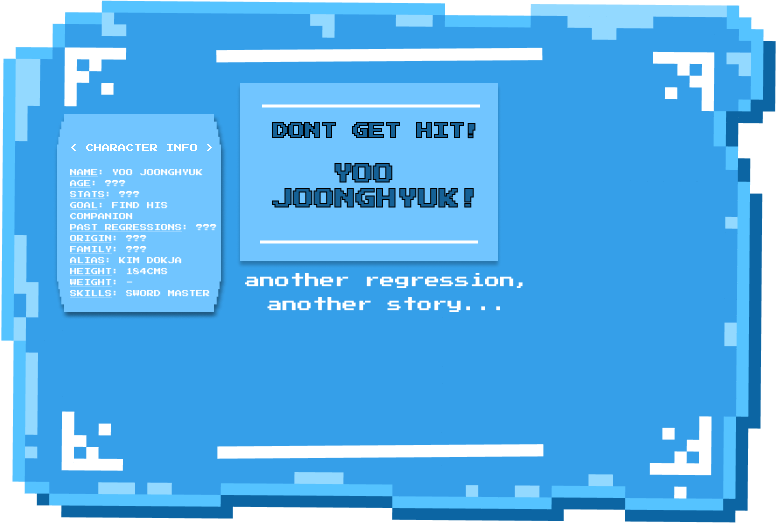 < CHARACTER INFO >
NAME: YOO JOONGHYUK
AGE: ???
STATS: ???
GOAL: FIND HIS
COMPANION
PAST REGRESSIONS: ???
ORIGIN: ???
FAMILY: ???
ALIAS: KIM DOKJA
HEIGHT: 184CMS
WEIGHT: -
SKILLS: SWORD MASTER
DONT GET HIT!
YOO
JOONGHYUK!
another regression,
another story...